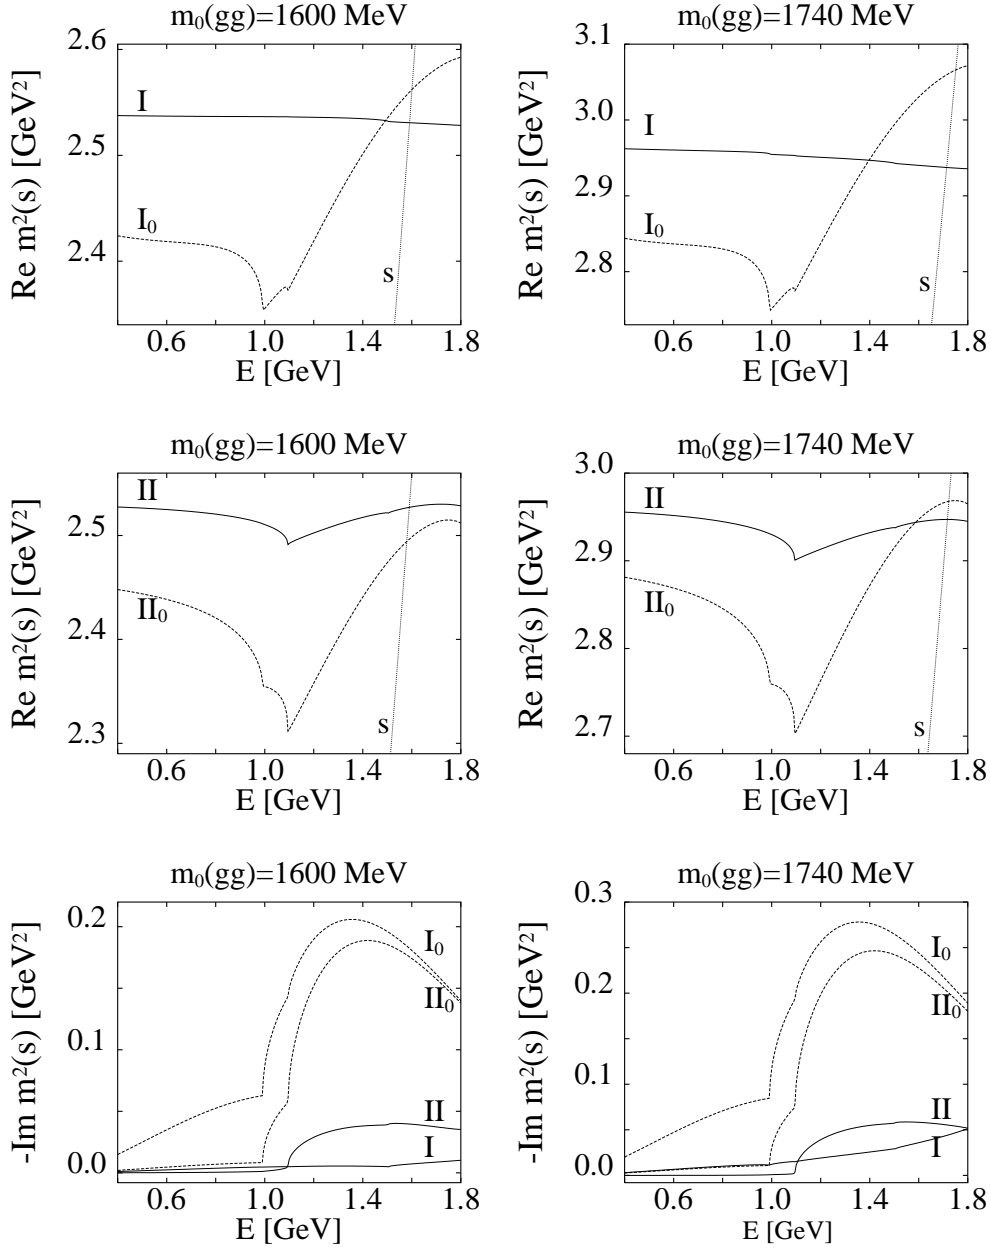 m₀(gg)=1600 MeV
Re m²(s) [GeV²]
2.6
2.5
2.4
I
I₀
s
0.6 1.0 1.4 1.8
E [GeV]
m₀(gg)=1740 MeV
Re m²(s) [GeV²]
3.1
3.0
2.9
2.8
I
I₀
s
0.6 1.0 1.4 1.8
E [GeV]
m₀(gg)=1600 MeV
Re m²(s) [GeV²]
2.5
2.4
2.3
II
II₀
s
0.6 1.0 1.4 1.8
E [GeV]
m₀(gg)=1740 MeV
Re m²(s) [GeV²]
3.0
2.9
2.8
2.7
II
II₀
s
0.6 1.0 1.4 1.8
E [GeV]
m₀(gg)=1600 MeV
-Im m²(s) [GeV²]
0.2
0.1
0.0
I₀
II₀
II
I
0.6 1.0 1.4 1.8
E [GeV]
m₀(gg)=1740 MeV
-Im m²(s) [GeV²]
0.3
0.2
0.1
0.0
I₀
II₀
II
I
0.6 1.0 1.4 1.8
E [GeV]